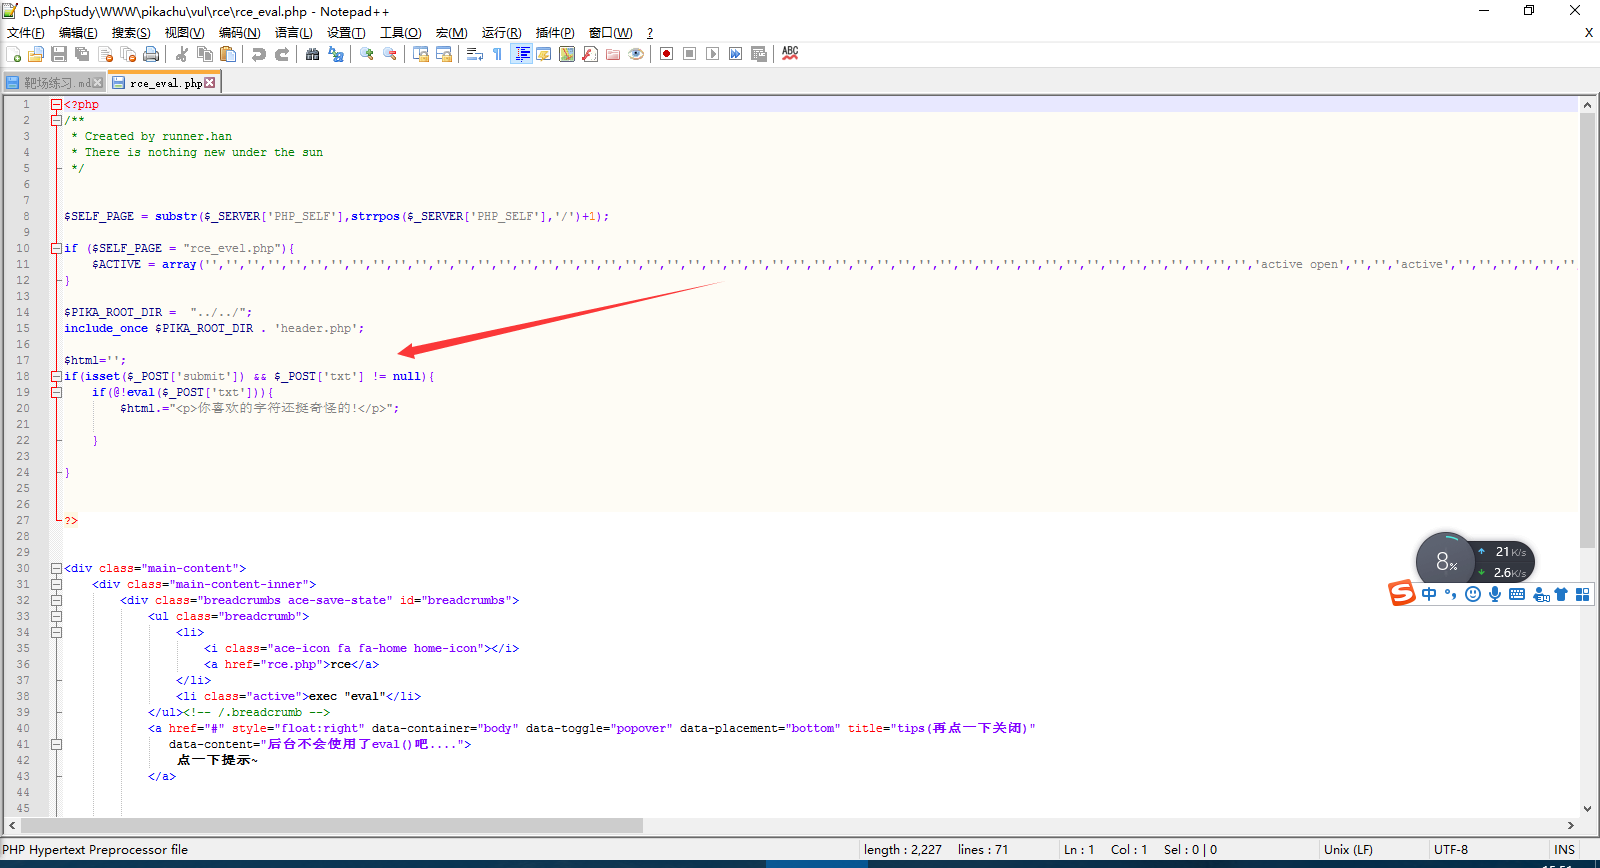 D:\phpStudy\WWW\pikachu\vul\rce\rce_eval.php - Notepad++
文件(F) 编辑(E) 搜索(S) 视图(V) 编码(N) 语言(L) 设置(T) 工具(O) 宏(M) 运行(R) 插件(P) 窗口(W) ? X
靶场练习.md rce_eval.php
1 <?php
2 /**
3 * Created by runner.han
4 * There is nothing new under the sun
5 */
6
7
8 $SELF_PAGE = substr($_SERVER['PHP_SELF'],strrpos($_SERVER['PHP_SELF'],'/')+1);
9
10 if ($SELF_PAGE = "rce_evel.php"){
11 $ACTIVE = array('','','','','','','','','','','','','','','','','','','','','','','','','','','','','','','','','','','','','','','','','','','','','','','','','','','active open','','','active','','','','','',''
12 }
13
14 $PIKA_ROOT_DIR =  "../../";
15 include_once $PIKA_ROOT_DIR . 'header.php';
16
17 $html='';
18 if(isset($_POST['submit']) && $_POST['txt'] != null){
19 if(@!eval($_POST['txt'])){
20 $html.="<p>你喜欢的字符还挺奇怪的!</p>";
21
22 }
23
24 }
25
26
27 ?>
28
29
30 <div class="main-content">
31 <div class="main-content-inner">
32 <div class="breadcrumbs ace-save-state" id="breadcrumbs">
33 <ul class="breadcrumb">
34 <li>
35 <i class="ace-icon fa fa-home home-icon"></i>
36 <a href="rce.php">rce</a>
37 </li>
38 <li class="active">exec "eval"</li>
39 </ul><!-- /.breadcrumb -->
40 <a href="#" style="float:right" data-container="body" data-toggle="popover" data-placement="bottom" title="tips(再点一下关闭)"
41 data-content="后台不会使用了eval()吧....">
42 点一下提示~
43 </a>
44
45
8% 21K/s
2.6K/s
S 中
PHP Hypertext Preprocessor file length : 2,227 lines : 71 Ln : 1 Col : 1 Sel : 0 | 0 Unix (LF) UTF-8 INS